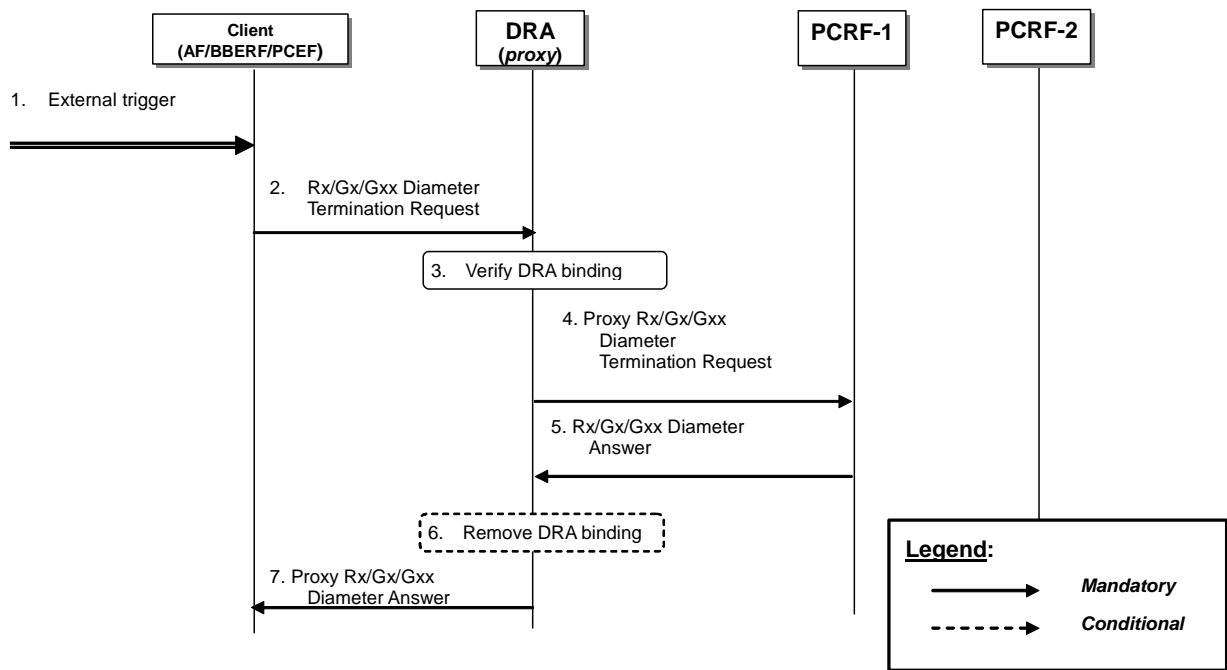 Client
(AF/BBERF/PCEF)
DRA
(proxy)
PCRF-1
PCRF-2
1. External trigger
2. Rx/Gx/Gxx Diameter
Termination Request
3. Verify DRA binding
4. Proxy Rx/Gx/Gxx
Diameter
Termination Request
5. Rx/Gx/Gxx Diameter
Answer
6. Remove DRA binding
7. Proxy Rx/Gx/Gxx
Diameter Answer
Legend:
Mandatory
Conditional